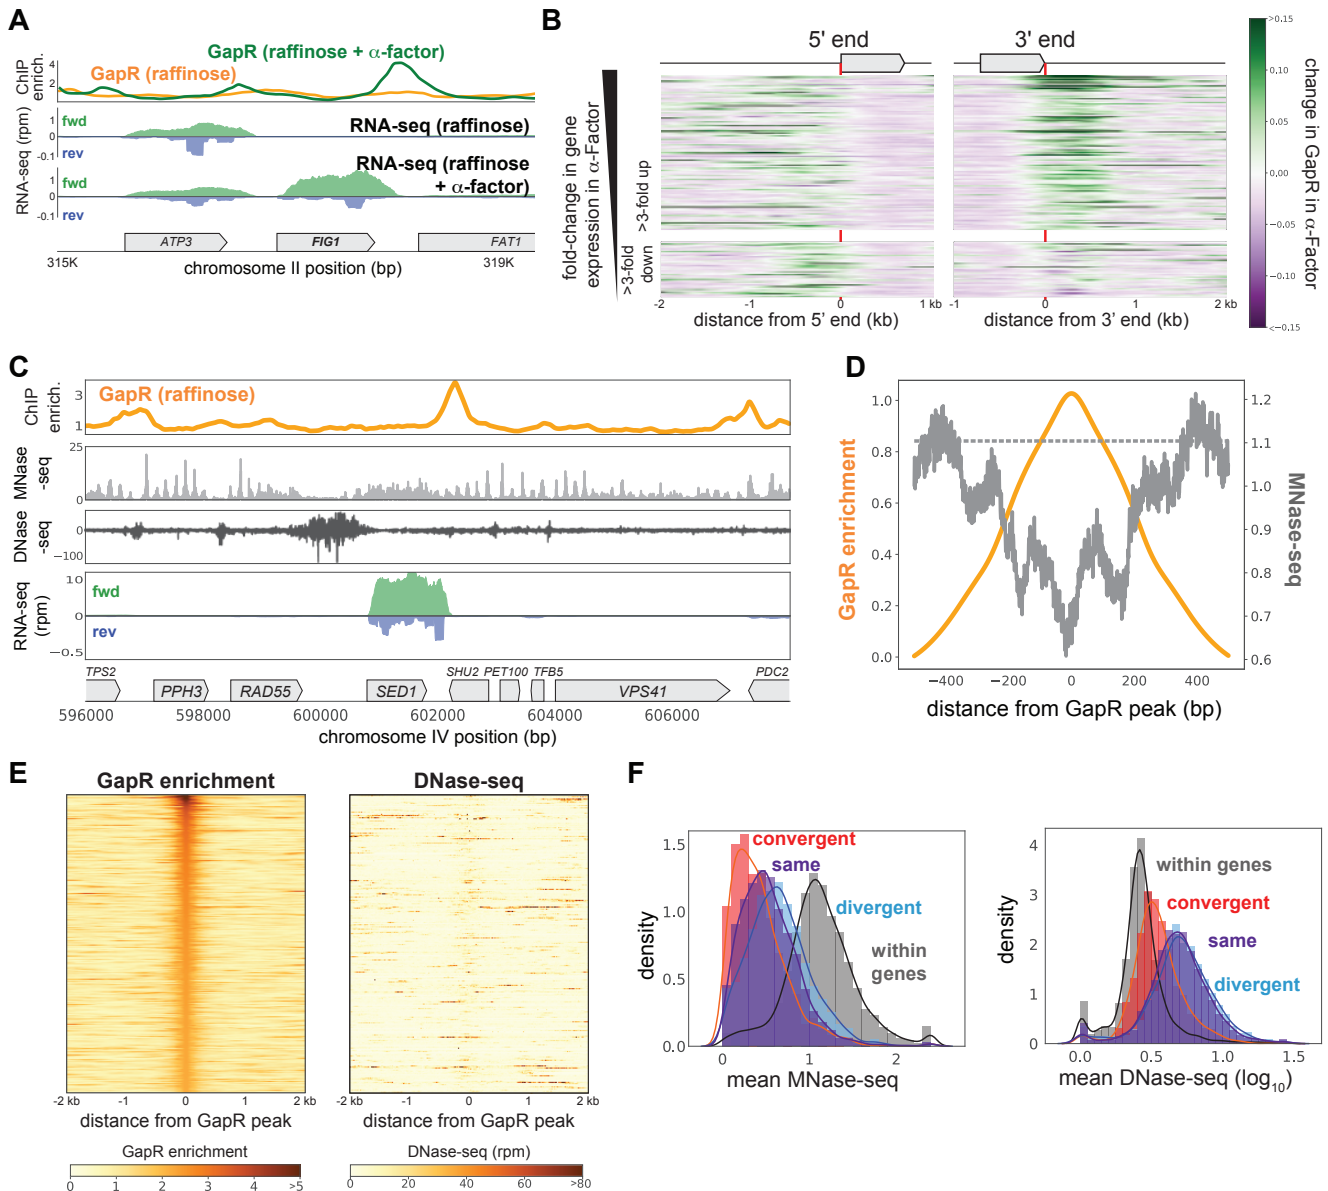 A
GapR (raffinose + α-factor)
GapR (raffinose)
ChIP
enrich.
4
2
RNA-seq (rpm)
1
0
-0.1
fwd
rev
RNA-seq (raffinose)
1
0
-0.1
fwd
rev
RNA-seq (raffinose
+ α-factor)
ATP3
FIG1
FAT1
315K
319K
chromosome II position (bp)
B
5' end
3' end
fold-change in gene
expression in α-Factor
>3-fold up
>3-fold
down
-2
-1
0
1 kb
-1
0
1
2 kb
distance from 5' end (kb)
distance from 3' end (kb)
>0.15
0.10
0.05
0.00
−0.05
−0.10
<−0.15
change in GapR in α-Factor
C
GapR (raffinose)
ChIP
enrich.
3
1
MNase
-seq
25
0
DNase
-seq
0
−100
RNA-seq
(rpm)
10
0
−0.5
fwd
rev
TPS2
PPH3
RAD55
SED1
SHU2
PET100
TFB5
VPS41
PDC2
596000
598000
600000
602000
604000
606000
chromosome IV position (bp)
D
GapR enrichment
1.0
0.8
0.6
0.4
0.2
0.0
MNase-seq
1.2
1.1
1.0
0.9
0.8
0.7
0.6
−400
−200
0
200
400
distance from GapR peak (bp)
E
GapR enrichment
DNase-seq
-2 kb
-1
0
1
2 kb
-2 kb
-1
0
1
2 kb
distance from GapR peak
distance from GapR peak
GapR enrichment
0
1
2
3
4
>5
DNase-seq (rpm)
0
20
40
60
>80
F
density
1.5
1.0
0.5
0.0
convergent
same
divergent
within
genes
0
1
2
mean MNase-seq
density
4
3
2
1
0
within genes
convergent
same
divergent
0.0
0.5
1.0
1.5
mean DNase-seq (log10)